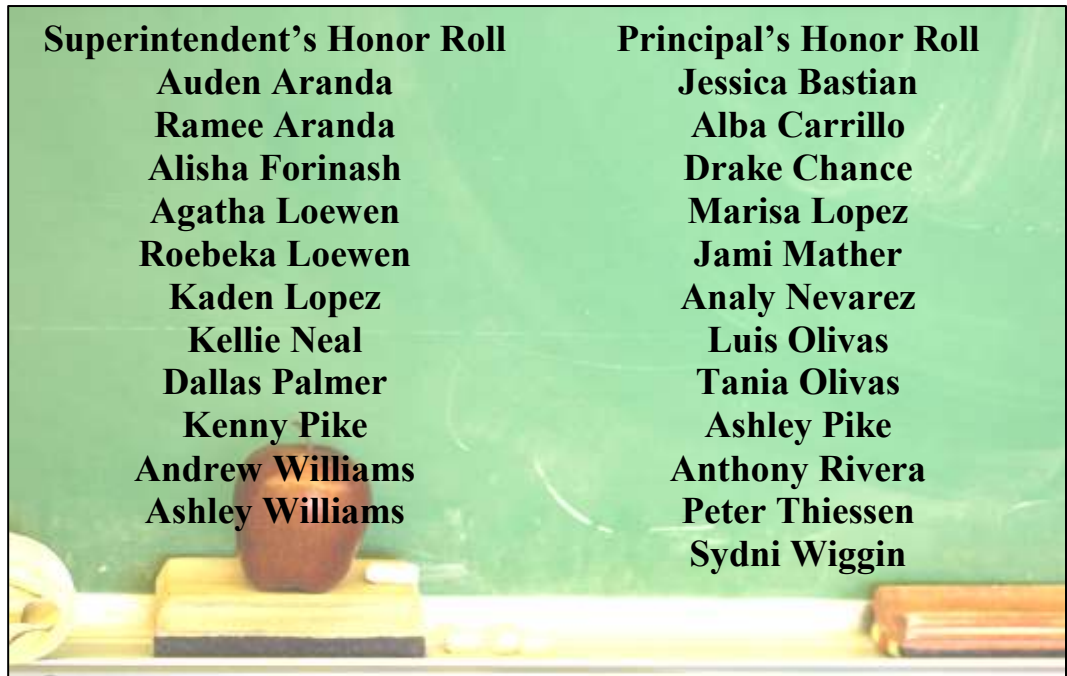 Superintendent’s Honor Roll
Auden Aranda
Ramee Aranda
Alisha Forinash
Agatha Loewen
Roebeka Loewen
Kaden Lopez
Kellie Neal
Dallas Palmer
Kenny Pike
Andrew Williams
Ashley Williams
Principal’s Honor Roll
Jessica Bastian
Alba Carrillo
Drake Chance
Marisa Lopez
Jami Mather
Analy Nevarez
Luis Olivas
Tania Olivas
Ashley Pike
Anthony Rivera
Peter Thiessen
Sydni Wiggin